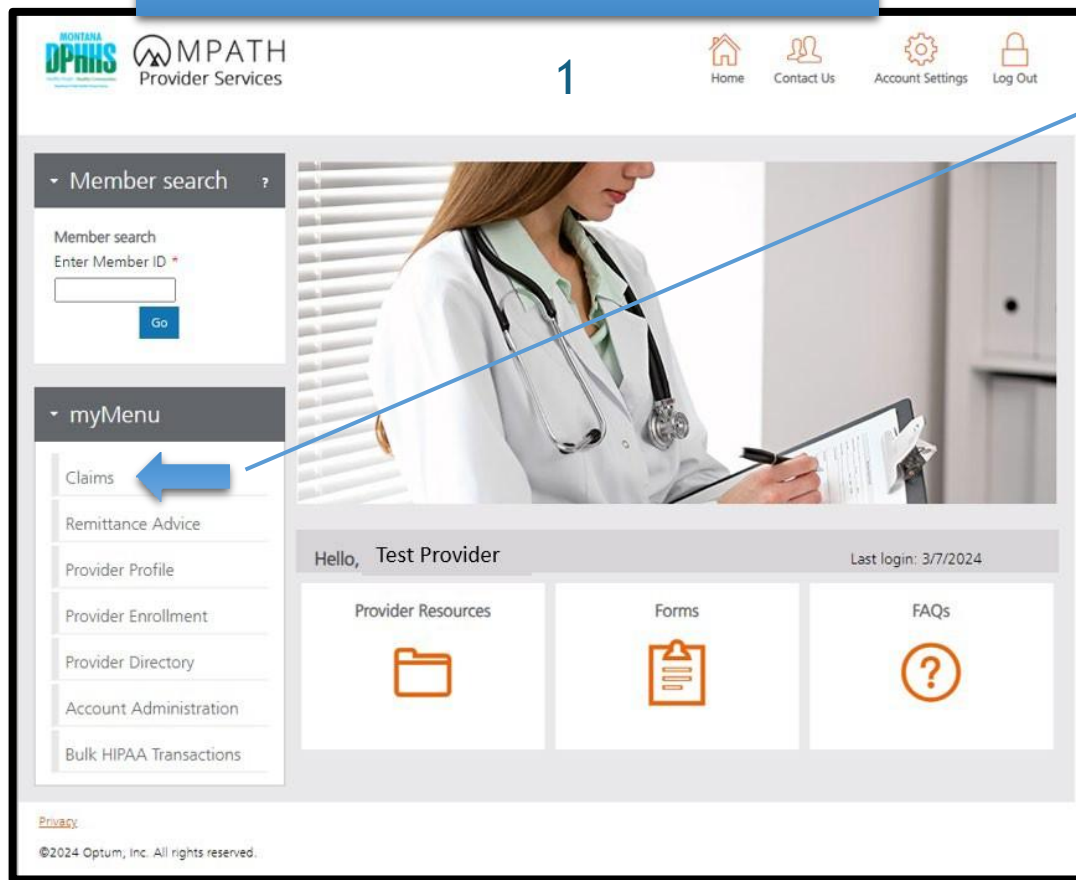 MONTANA
DPHHS
MPATH
Provider Services
1
Home
Contact Us
Account Settings
Log Out
Member search ?
Member search
Enter Member ID *
Go
myMenu
Claims
Remittance Advice
Provider Profile
Provider Enrollment
Provider Directory
Account Administration
Bulk HIPAA Transactions
Hello, Test Provider
Last login: 3/7/2024
Provider Resources
Forms
FAQs
?
Privacy
©2024 Optum, Inc. All rights reserved.